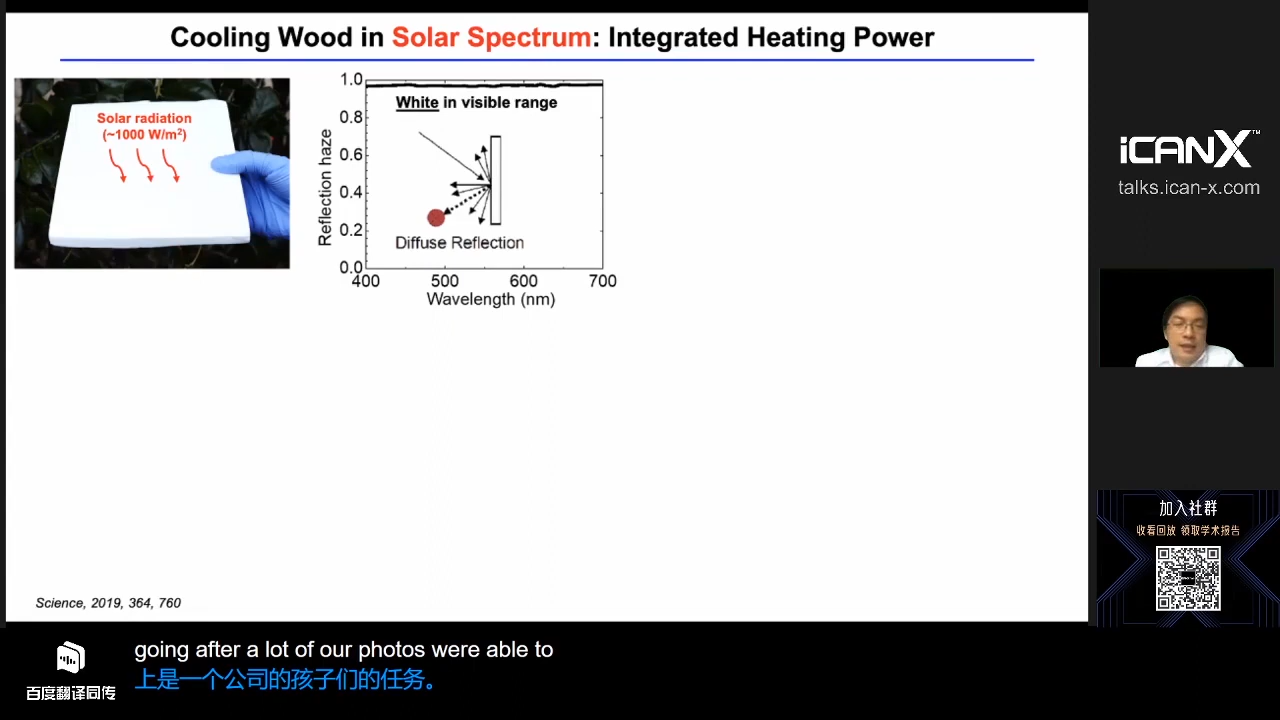 Cooling Wood in Solar Spectrum: Integrated Heating Power
Solar radiation
(~1000 W/m²)
1.0
0.8
0.6
0.4
0.2
0.0
Reflection haze
White in visible range
Diffuse Reflection
400
500
600
700
Wavelength (nm)
Science, 2019, 364, 760
iCANX™
talks.ican-x.com
加入社群
收看回放 领取学术报告
百度翻译同传
going after a lot of our photos were able to
上是一个公司的孩子们的任务。